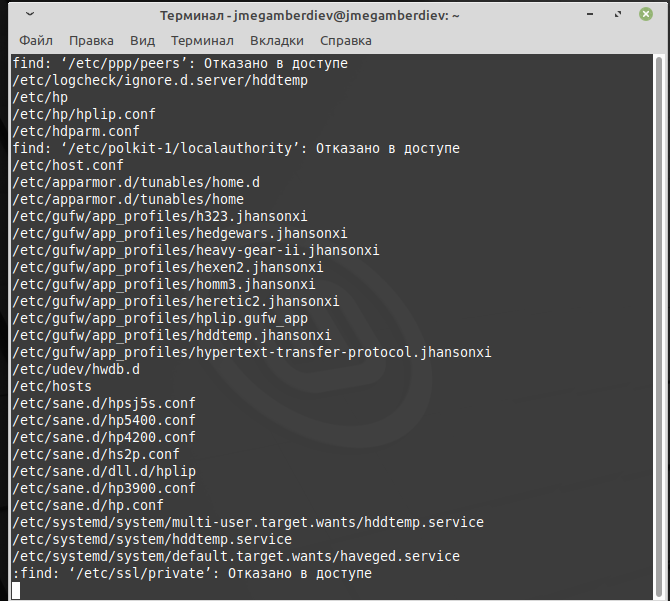 Терминал - jmegamberdiev@jmegamberdiev: ~
Файл Правка Вид Терминал Вкладки Справка
find: ‘/etc/ppp/peers’: Отказано в доступе
/etc/logcheck/ignore.d.server/hddtemp
/etc/hp
/etc/hp/hplip.conf
/etc/hdparm.conf
find: ‘/etc/polkit-1/localauthority’: Отказано в доступе
/etc/host.conf
/etc/apparmor.d/tunables/home.d
/etc/apparmor.d/tunables/home
/etc/gufw/app_profiles/h323.jhansonxi
/etc/gufw/app_profiles/hedgewars.jhansonxi
/etc/gufw/app_profiles/heavy-gear-ii.jhansonxi
/etc/gufw/app_profiles/hexen2.jhansonxi
/etc/gufw/app_profiles/homm3.jhansonxi
/etc/gufw/app_profiles/heretic2.jhansonxi
/etc/gufw/app_profiles/hplip.gufw_app
/etc/gufw/app_profiles/hddtemp.jhansonxi
/etc/gufw/app_profiles/hypertext-transfer-protocol.jhansonxi
/etc/udev/hwdb.d
/etc/hosts
/etc/sane.d/hpsj5s.conf
/etc/sane.d/hp5400.conf
/etc/sane.d/hp4200.conf
/etc/sane.d/hs2p.conf
/etc/sane.d/dll.d/hplip
/etc/sane.d/hp3900.conf
/etc/sane.d/hp.conf
/etc/systemd/system/multi-user.target.wants/hddtemp.service
/etc/systemd/system/hddtemp.service
/etc/systemd/system/default.target.wants/haveged.service
:find: ‘/etc/ssl/private’: Отказано в доступе